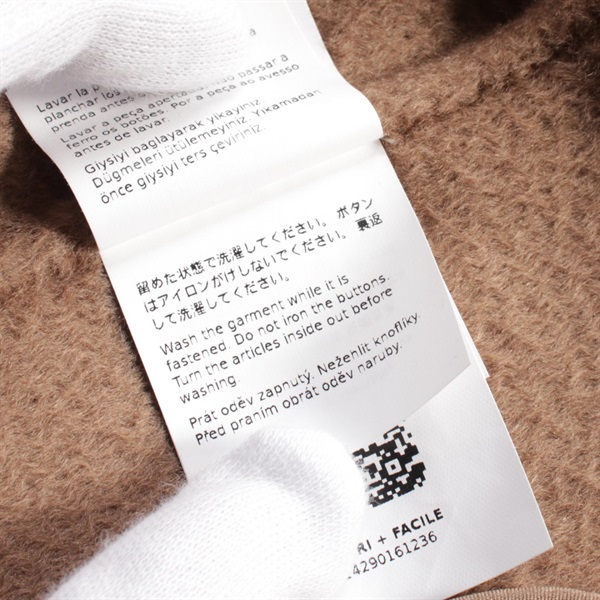 Lavar la
planchar los
prenda antes
Lavar a peça apertada
não passar a
ferro os botões. Por a peça ao avesso
antes de lavar.
Giysiyi bağlayarak yıkayiniz.
Düğmeleri ütülemeyiniz. Yıkamadan
önce giysiyi ters çeviriniz.
留めた状態で洗濯してください。ボタン
はアイロンがけしないでください。裏返
して洗濯してください。
Wash the garment while it is
fastened. Do not iron the buttons.
Turn the articles inside out before
washing.
Prát oděv zapnutý. Nežehlit knoflíky.
Před praním obrát oděv naruby.
RI + FACILE
4290161236